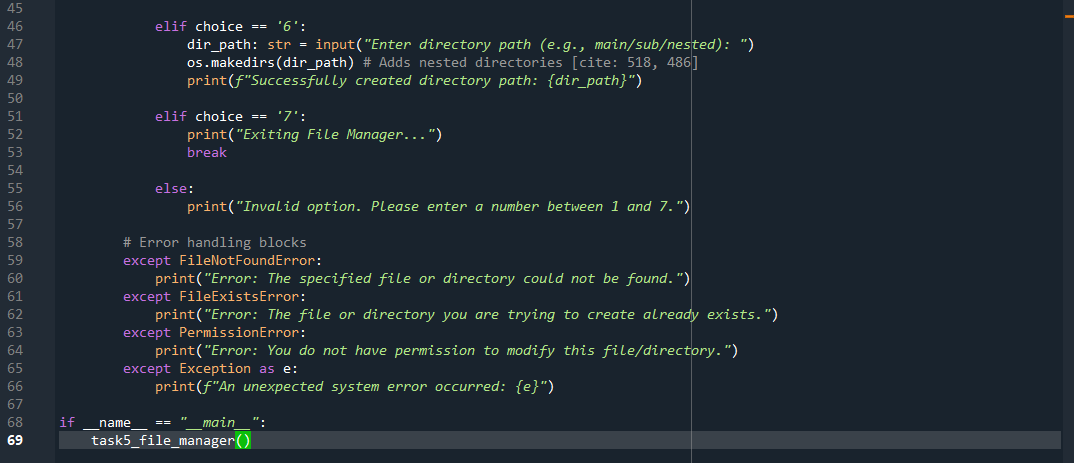 45
46 elif choice == '6':
47 dir_path: str = input("Enter directory path (e.g., main/sub/nested): ")
48 os.makedirs(dir_path) # Adds nested directories [cite: 518, 486]
49 print(f"Successfully created directory path: {dir_path}")
50
51 elif choice == '7':
52 print("Exiting File Manager...")
53 break
54
55 else:
56 print("Invalid option. Please enter a number between 1 and 7.")
57
58 # Error handling blocks
59 except FileNotFoundError:
60 print("Error: The specified file or directory could not be found.")
61 except FileExistsError:
62 print("Error: The file or directory you are trying to create already exists.")
63 except PermissionError:
64 print("Error: You do not have permission to modify this file/directory.")
65 except Exception as e:
66 print(f"An unexpected system error occurred: {e}")
67
68 if __name__ == "__main__":
69 task5_file_manager()